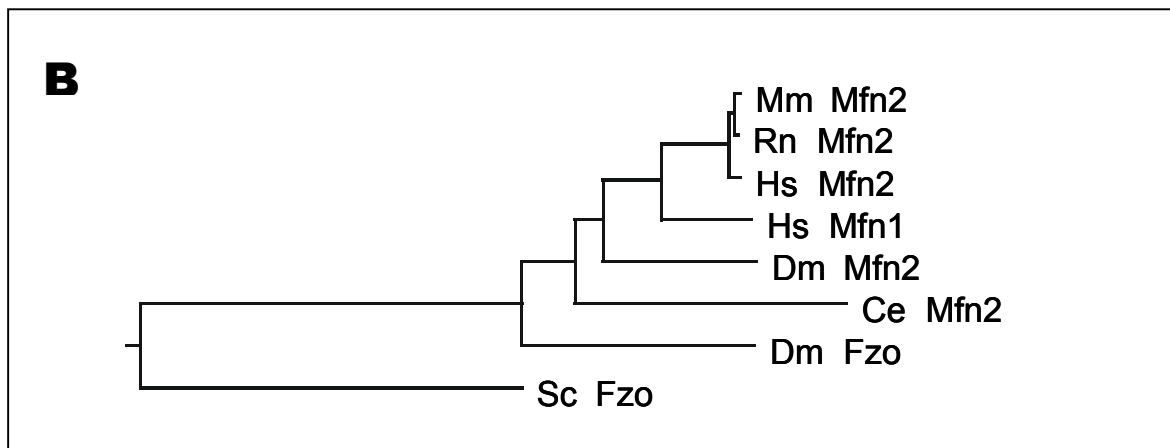 B
Mm Mfn2
Rn Mfn2
Hs Mfn2
Hs Mfn1
Dm Mfn2
Ce Mfn2
Dm Fzo
Sc Fzo